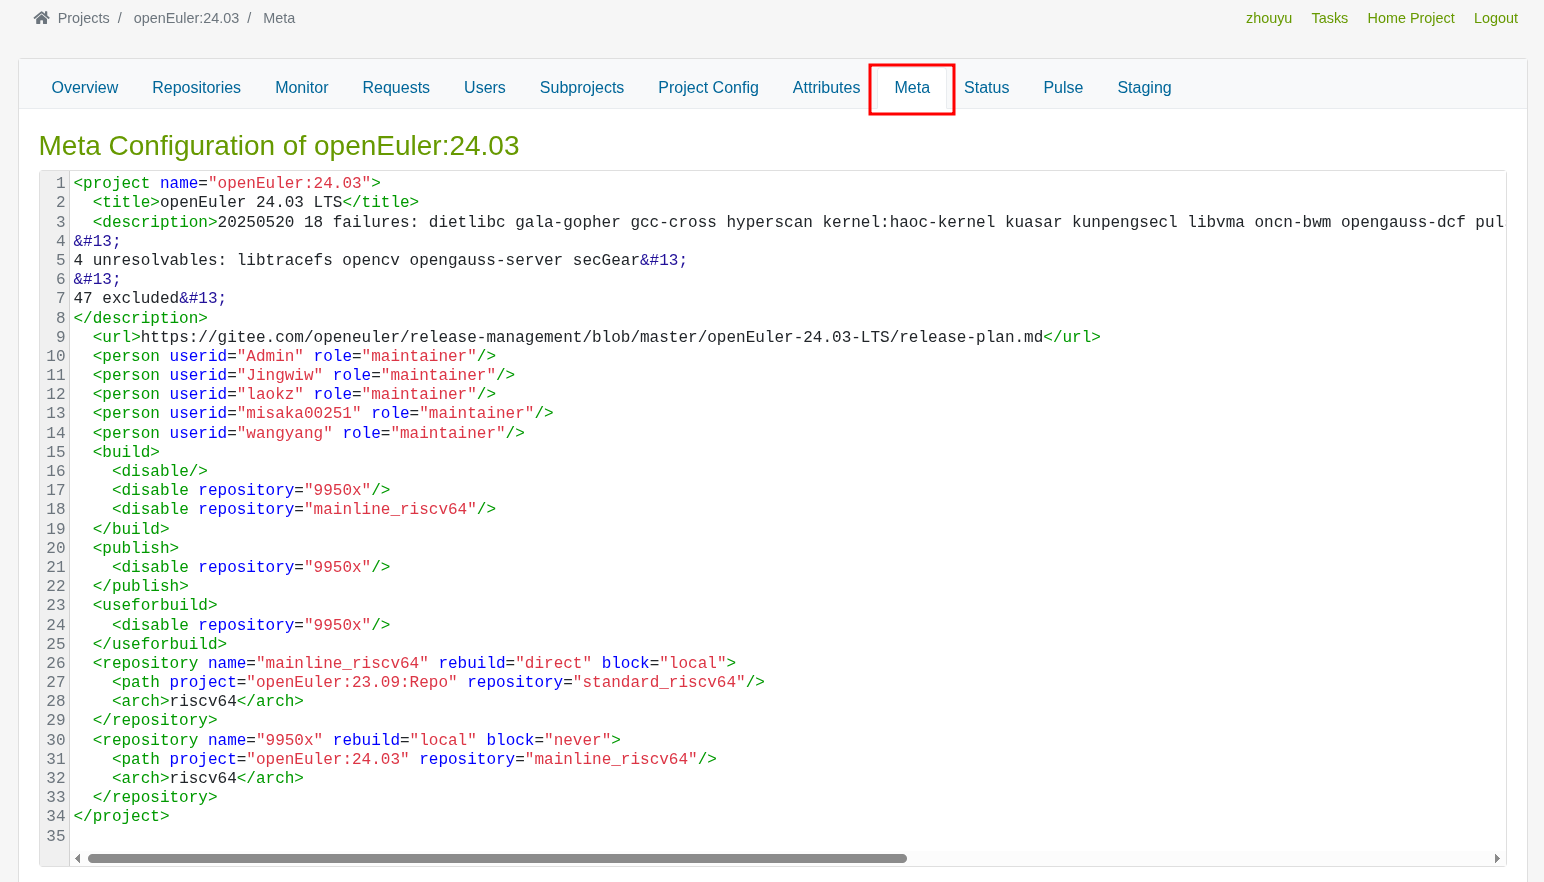 Projects / openEuler:24.03 / Meta
zhouyu Tasks Home Project Logout
Overview Repositories Monitor Requests Users Subprojects Project Config Attributes Meta Status Pulse Staging
Meta Configuration of openEuler:24.03
1 <project name="openEuler:24.03">
2   <title>openEuler 24.03 LTS</title>
3   <description>20250520 18 failures: dietlibc gala-gopher gcc-cross hyperscan kernel:haoc-kernel kuasar kunpengsecl libvma oncn-bwm opengauss-dcf pul
4 &#13;
5 4 unresolvables: libtracefs opencv opengauss-server secGear&#13;
6 &#13;
7 47 excluded&#13;
8 </description>
9   <url>https://gitee.com/openeuler/release-management/blob/master/openEuler-24.03-LTS/release-plan.md</url>
10   <person userid="Admin" role="maintainer"/>
11   <person userid="Jingwiw" role="maintainer"/>
12   <person userid="laokz" role="maintainer"/>
13   <person userid="misaka00251" role="maintainer"/>
14   <person userid="wangyang" role="maintainer"/>
15   <build>
16     <disable/>
17     <disable repository="9950x"/>
18     <disable repository="mainline_riscv64"/>
19   </build>
20   <publish>
21     <disable repository="9950x"/>
22   </publish>
23   <useforbuild>
24     <disable repository="9950x"/>
25   </useforbuild>
26   <repository name="mainline_riscv64" rebuild="direct" block="local">
27     <path project="openEuler:23.09:Repo" repository="standard_riscv64"/>
28     <arch>riscv64</arch>
29   </repository>
30   <repository name="9950x" rebuild="local" block="never">
31     <path project="openEuler:24.03" repository="mainline_riscv64"/>
32     <arch>riscv64</arch>
33   </repository>
34 </project>
35